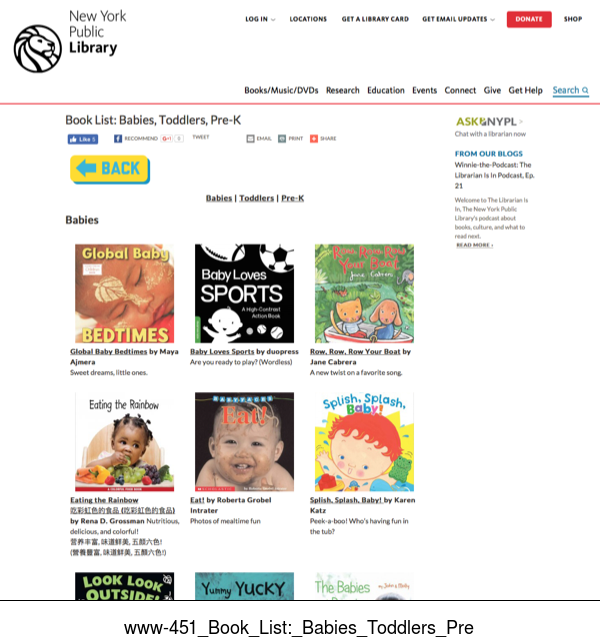 New York
Public
Library
LOG IN
LOCATIONS
GET A LIBRARY CARD
GET EMAIL UPDATES
DONATE
SHOP
Books/Music/DVDs Research Education Events Connect Give Get Help Search
Book List: Babies, Toddlers, Pre-K
Like 5
RECOMMEND
G+1 0
TWEET
EMAIL
PRINT
SHARE
ASK NYPL >
Chat with a librarian now
FROM OUR BLOGS
Winnie-the-Podcast: The
Librarian Is In Podcast, Ep.
21
Welcome to The Librarian Is
In, The New York Public
Library's podcast about
books, culture, and what to
read next.
READ MORE ›
BACK
Babies | Toddlers | Pre-K
Babies
Global Baby
BEDTIMES
Baby Loves
SPORTS
A High-Contrast
Action Book
Row, Row, Row
Your Boat
Jane Cabrera
Global Baby Bedtimes by Maya
Ajmera
Sweet dreams, little ones.
Baby Loves Sports by duopress
Are you ready to play? (Wordless)
Row, Row, Row Your Boat by
Jane Cabrera
A new twist on a favorite song.
Eating the Rainbow
BABYFACES
Eat!
Splish, Splash,
Baby!
Eating the Rainbow
吃彩虹色的食品 (吃彩虹色的食品)
by Rena D. Grossman Nutritious,
delicious, and colorful!
营养丰富, 味道鲜美, 五颜六色!
(營養豐富, 味道鮮美, 五顏六色!)
Eat! by Roberta Grobel
Intrater
Photos of mealtime fun
Splish, Splash, Baby! by Karen
Katz
Peek-a-boo! Who's having fun in
the tub?
LOOK LOOK
OUTSIDE!
Yummy YUCKY
The Babies
www-451_Book_List:_Babies_Toddlers_Pre